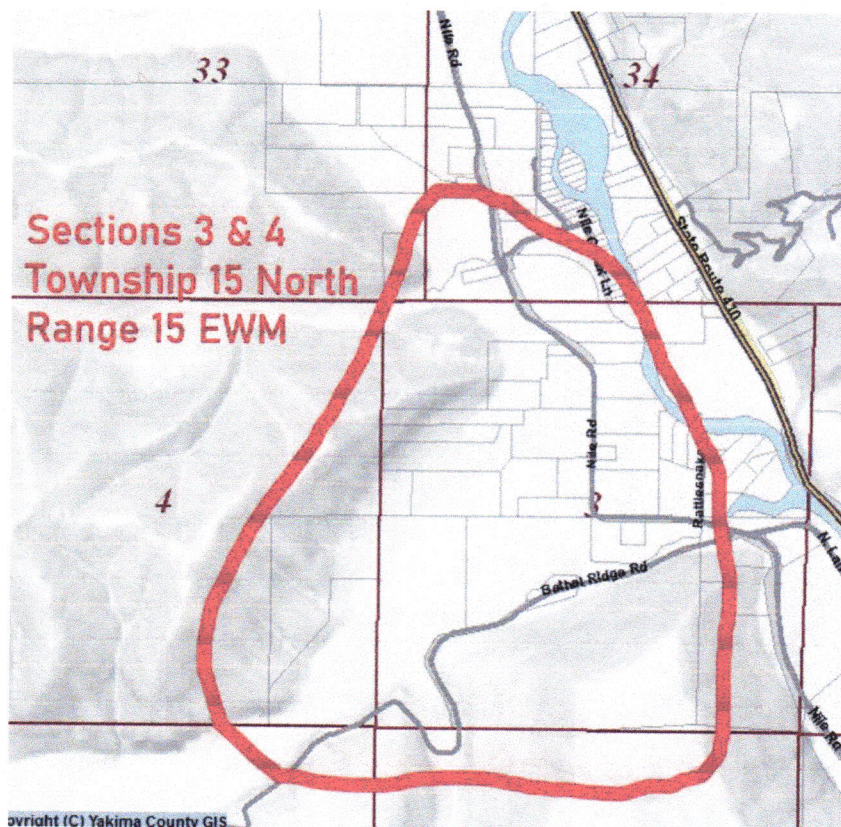 Nile Rd
33
34
Sections 3 & 4
Township 15 North
Range 15 EWM
State Route 410
Nile Rd
4
Bethel Ridge Rd
Nile Rd
Copyright (C) Yakima County GIS